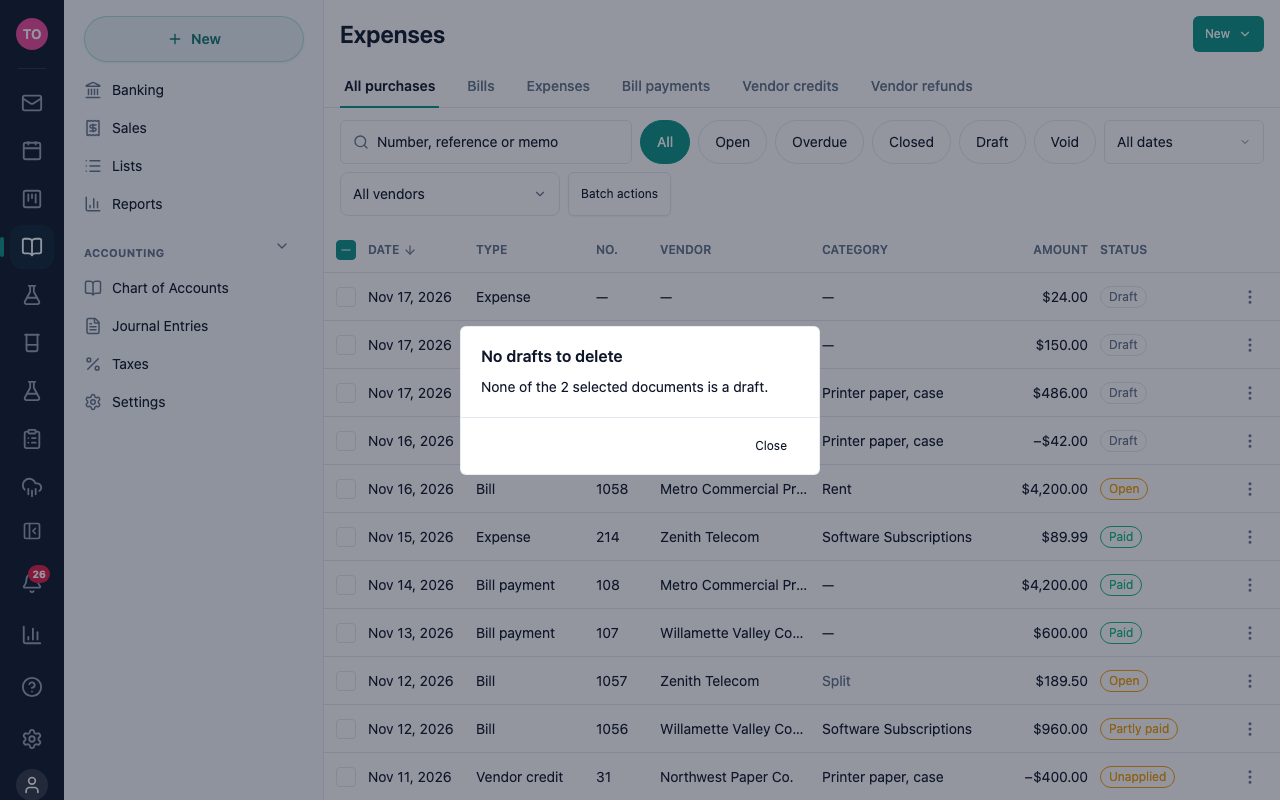 TO
New
Banking
Sales
Lists
Reports
ACCOUNTING
Chart of Accounts
Journal Entries
Taxes
Settings
26
Expenses
New
All purchases Bills Expenses Bill payments Vendor credits Vendor refunds
Number, reference or memo All Open Overdue Closed Draft Void All dates
All vendors Batch actions
DATE TYPE NO. VENDOR CATEGORY AMOUNT STATUS
Nov 17, 2026 Expense — — — $24.00 Draft
Nov 17, 2026 — $150.00 Draft
Nov 17, 2026 Printer paper, case $486.00 Draft
Nov 16, 2026 Printer paper, case –$42.00 Draft
Nov 16, 2026 Bill 1058 Metro Commercial Pr... Rent $4,200.00 Open
Nov 15, 2026 Expense 214 Zenith Telecom Software Subscriptions $89.99 Paid
Nov 14, 2026 Bill payment 108 Metro Commercial Pr... — $4,200.00 Paid
Nov 13, 2026 Bill payment 107 Willamette Valley Co... — $600.00 Paid
Nov 12, 2026 Bill 1057 Zenith Telecom Split $189.50 Open
Nov 12, 2026 Bill 1056 Willamette Valley Co... Software Subscriptions $960.00 Partly paid
Nov 11, 2026 Vendor credit 31 Northwest Paper Co. Printer paper, case –$400.00 Unapplied
No drafts to delete
None of the 2 selected documents is a draft.
Close